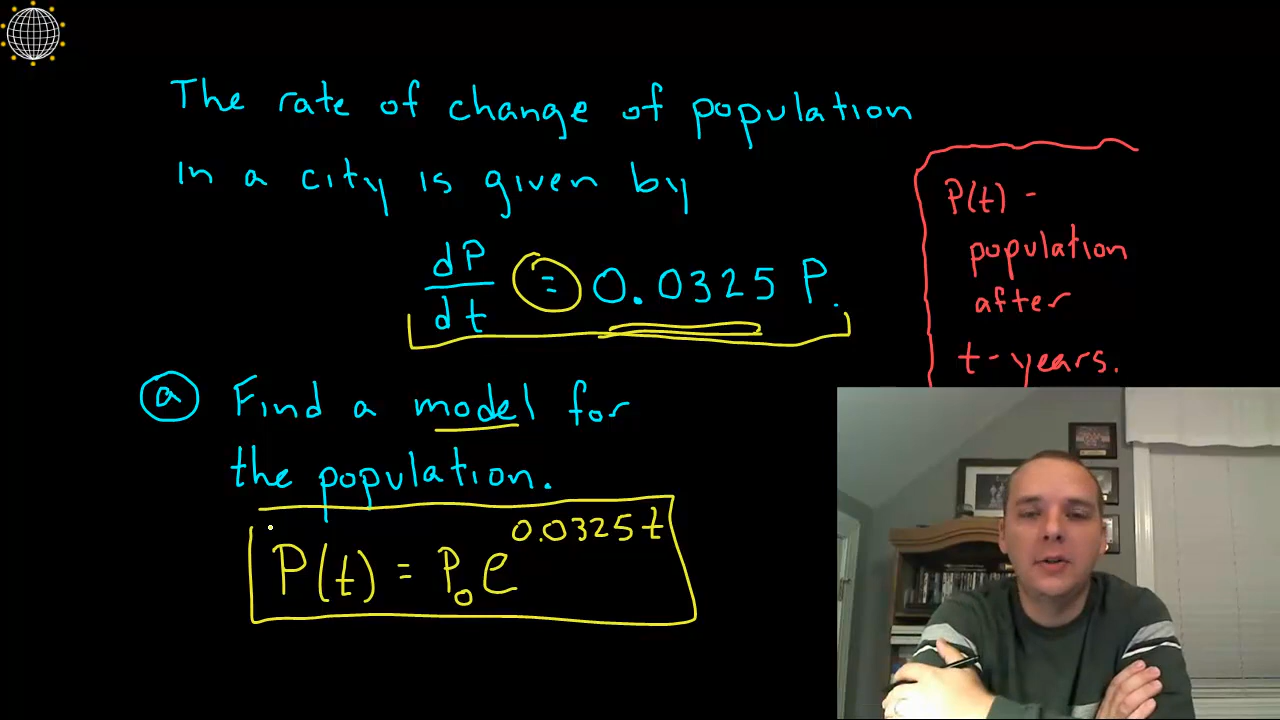 The rate of change of population
in a city is given by
dP/dt = 0.0325 P.
P(t) -
population
after
t-years.
ⓐ Find a model for
the population.
P(t) = P₀ e^0.0325t